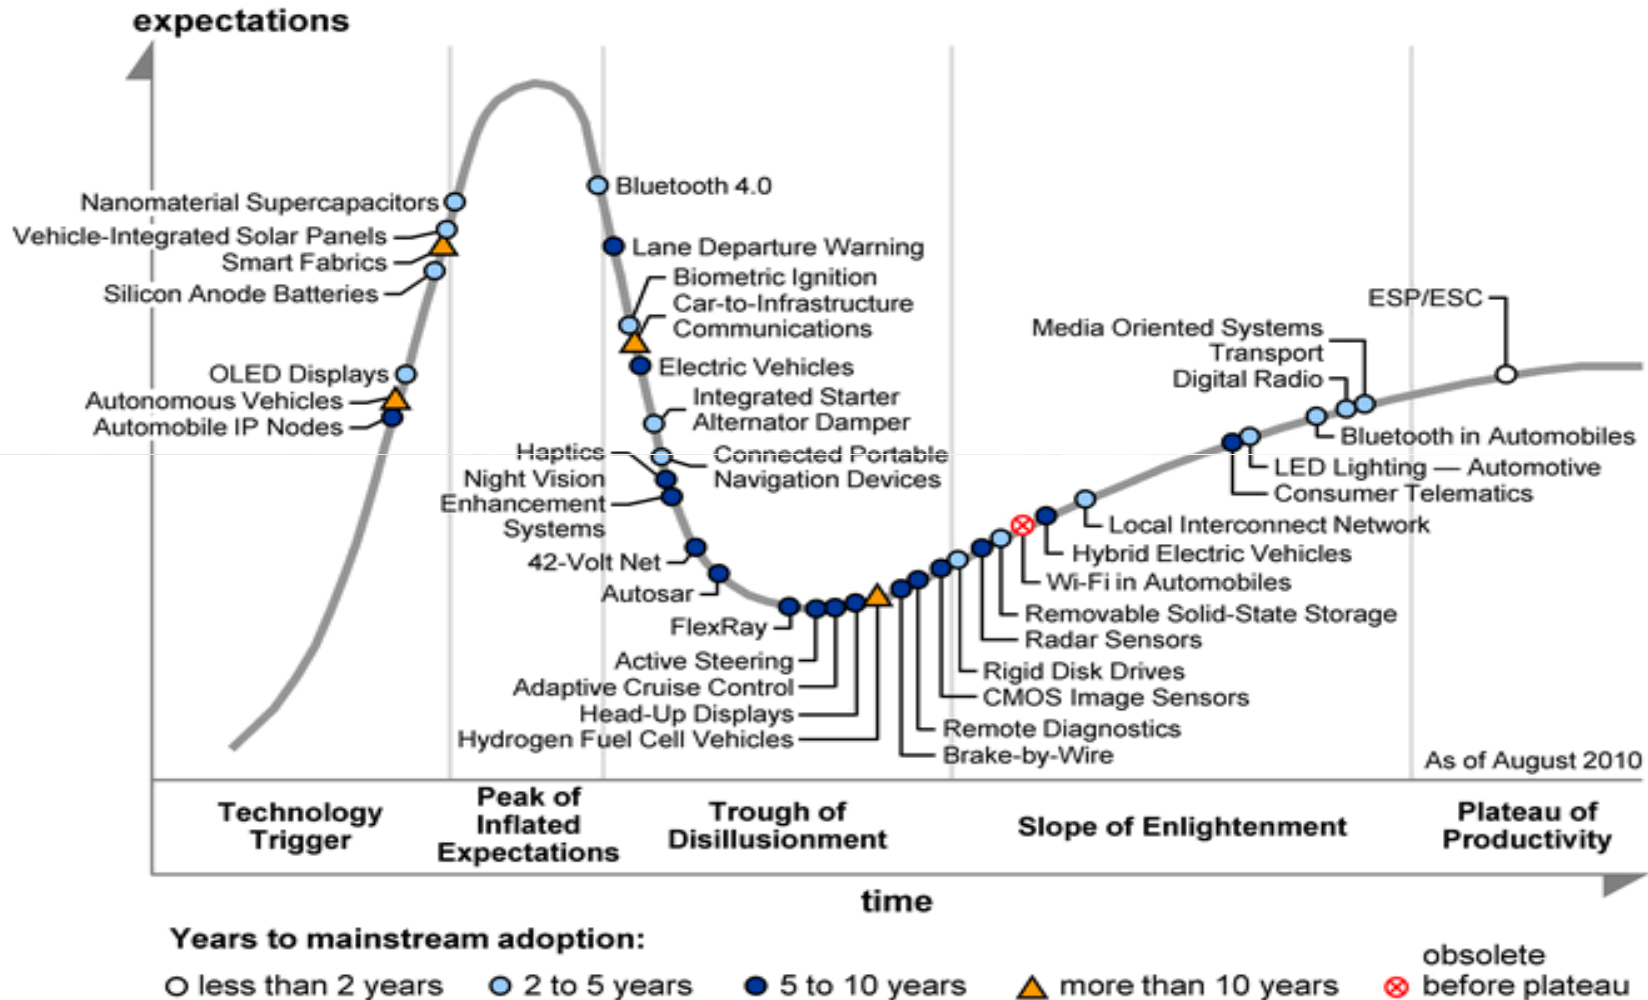 expectations
Nanomaterial Supercapacitors
Vehicle-Integrated Solar Panels
Smart Fabrics
Silicon Anode Batteries
OLED Displays
Autonomous Vehicles
Automobile IP Nodes
Bluetooth 4.0
Lane Departure Warning
Biometric Ignition
Car-to-Infrastructure
Communications
Electric Vehicles
Integrated Starter
Alternator Damper
Connected Portable
Navigation Devices
Haptics
Night Vision
Enhancement
Systems
42-Volt Net
Autosar
FlexRay
Active Steering
Adaptive Cruise Control
Head-Up Displays
Hydrogen Fuel Cell Vehicles
Brake-by-Wire
Remote Diagnostics
CMOS Image Sensors
Rigid Disk Drives
Radar Sensors
Removable Solid-State Storage
Wi-Fi in Automobiles
Hybrid Electric Vehicles
Local Interconnect Network
Consumer Telematics
LED Lighting — Automotive
Bluetooth in Automobiles
Digital Radio
Media Oriented Systems
Transport
ESP/ESC
As of August 2010
Technology
Trigger
Peak of
Inflated
Expectations
Trough of
Disillusionment
Slope of Enlightenment
Plateau of
Productivity
time
Years to mainstream adoption:
less than 2 years
2 to 5 years
5 to 10 years
more than 10 years
obsolete
before plateau